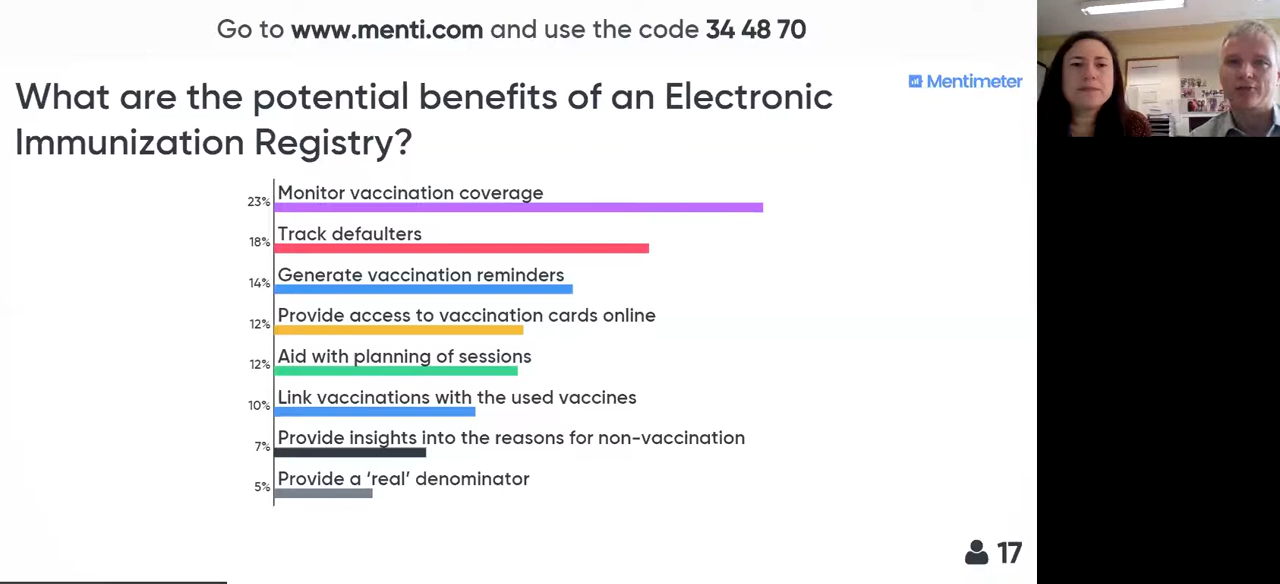 Go to www.menti.com and use the code 34 48 70
What are the potential benefits of an Electronic
Immunization Registry?
Mentimeter
23% Monitor vaccination coverage
18% Track defaulters
14% Generate vaccination reminders
12% Provide access to vaccination cards online
12% Aid with planning of sessions
10% Link vaccinations with the used vaccines
7% Provide insights into the reasons for non-vaccination
5% Provide a ‘real’ denominator
17